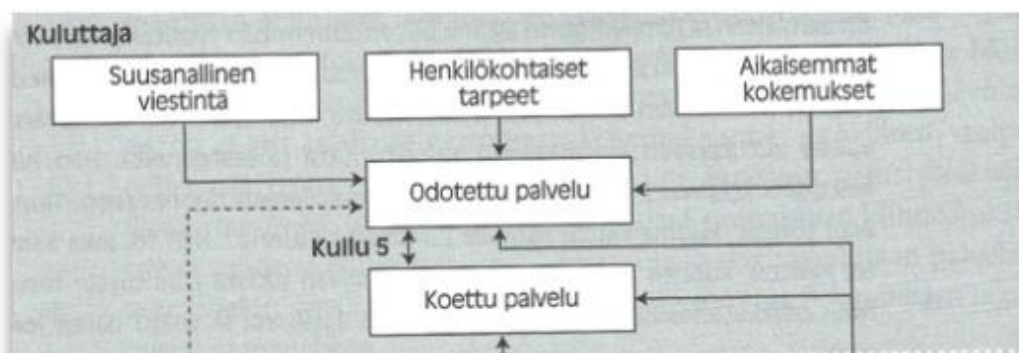 Kuluttaja
Suusanallinen
viestintä
Henkilökohtaiset
tarpeet
Aikaisemmat
kokemukset
Odotettu palvelu
Kuilu 5
Koettu palvelu